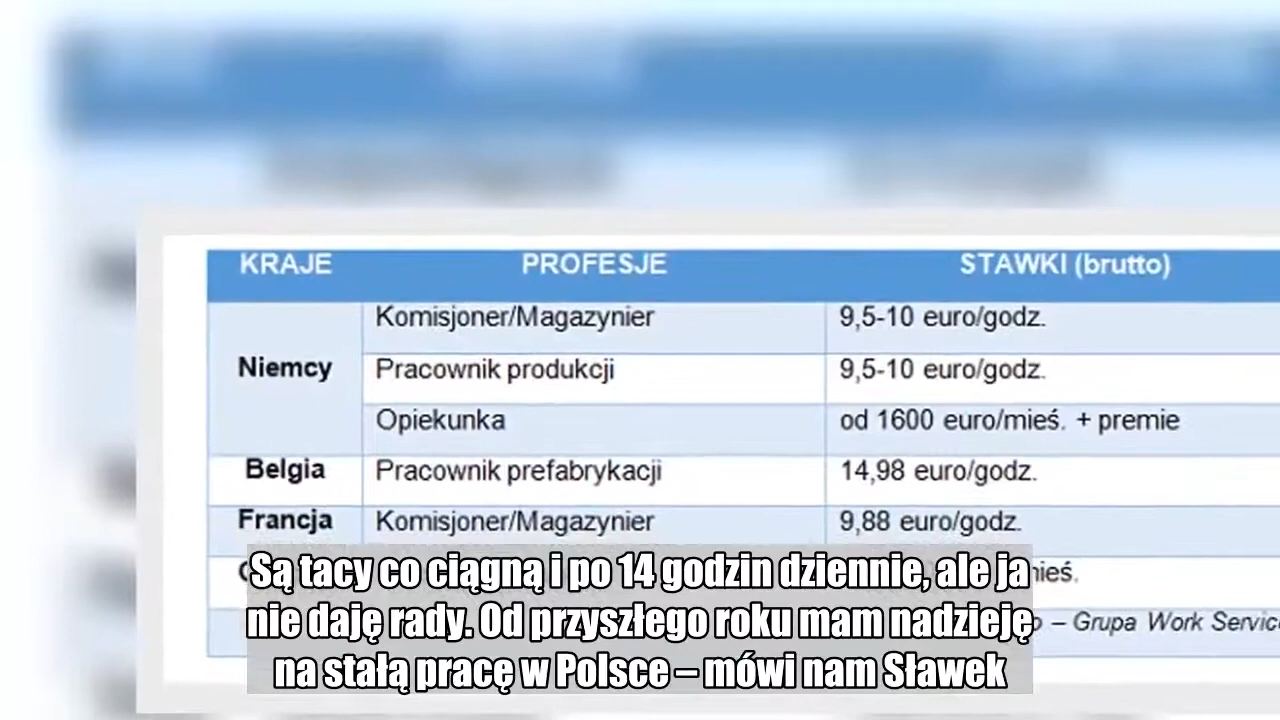 KRAJE PROFESJE STAWKI (brutto)
Komisjoner/Magazynier 9,5-10 euro/godz.
Niemcy Pracownik produkcji 9,5-10 euro/godz.
Opiekunka od 1600 euro/mieś. + premie
Belgia Pracownik prefabrykacji 14,98 euro/godz.
Francja Komisjoner/Magazynier 9,88 euro/godz.
Są tacy co ciągną i po 14 godzin dziennie, ale ja
nie daję rady. Od przyszłego roku mam nadzieję
na stałą pracę w Polsce – mówi nam Sławek
– Grupa Work Servic